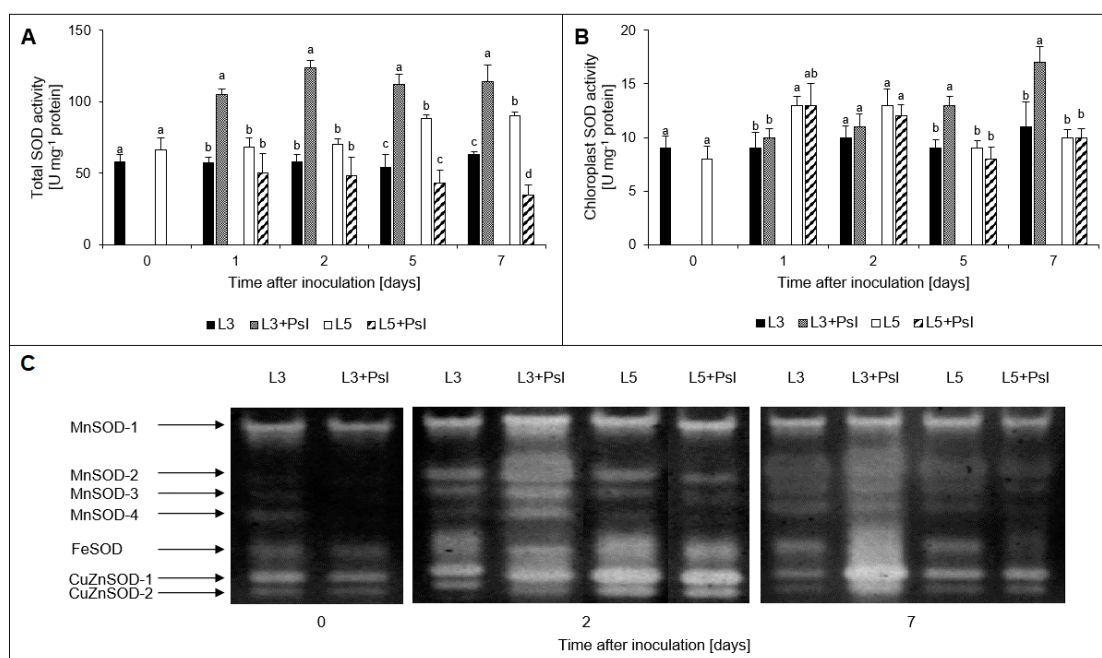 A
Total SOD activity
[U mg-1 protein]
150
100
50
0
a
a
b
a
b
b
b
a
b
b
c
a
b
c
c
a
b
d
0 1 2 5 7
Time after inoculation [days]
L3 L3+PsI L5 L5+PsI
B
Chloroplast SOD activity
[U mg-1 protein]
20
15
10
5
0
a
a
b
b
a
ab
a
a
a
a
b
a
b
b
b
a
b
b
0 1 2 5 7
Time after inoculation [days]
L3 L3+PsI L5 L5+PsI
C
L3 L3+PsI L3 L3+PsI L5 L5+PsI L3 L3+PsI L5 L5+PsI
MnSOD-1
MnSOD-2
MnSOD-3
MnSOD-4
FeSOD
CuZnSOD-1
CuZnSOD-2
0 2 7
Time after inoculation [days]